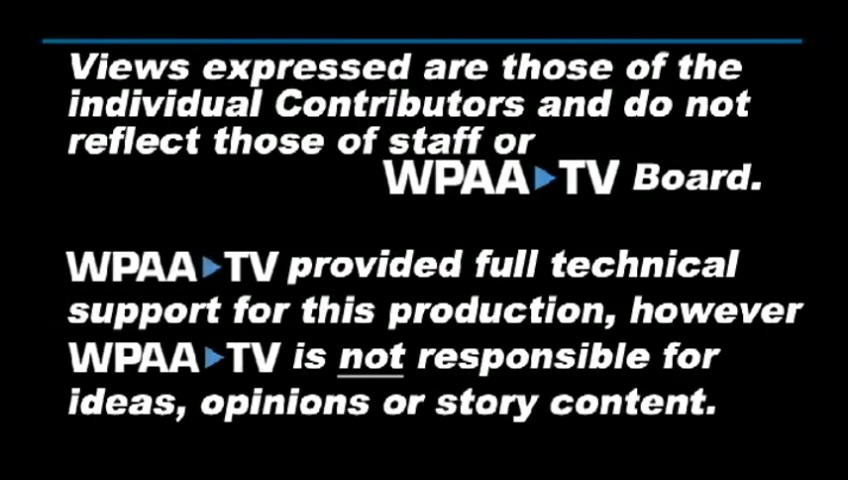 Views expressed are those of the
individual Contributors and do not
reflect those of staff or
WPAA▶TV Board.
WPAA▶TV provided full technical
support for this production, however
WPAA▶TV is not responsible for
ideas, opinions or story content.